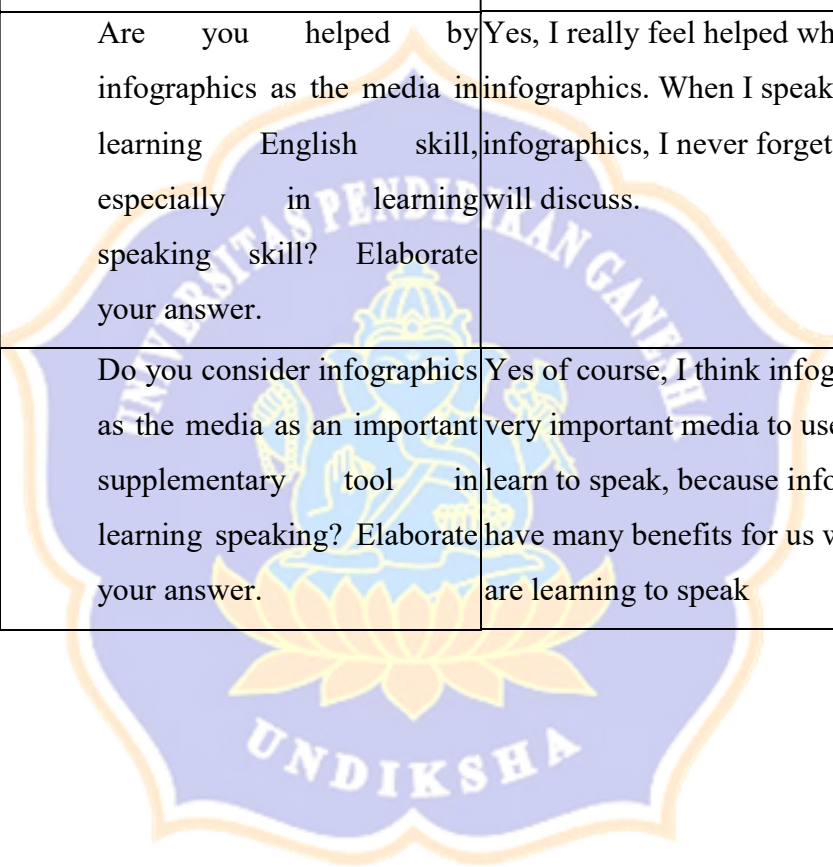 Are you helped by
infographics as the media in
learning English skill,
especially in learning
speaking skill? Elaborate
your answer.
Yes, I really feel helped wh
infographics. When I speak
infographics, I never forget
will discuss.
Do you consider infographics
as the media as an important
supplementary tool in
learning speaking? Elaborate
your answer.
Yes of course, I think infog
very important media to use
learn to speak, because info
have many benefits for us w
are learning to speak
UNIVERSITAS PENDIDIKAN GANESHA
UNDIKSHA